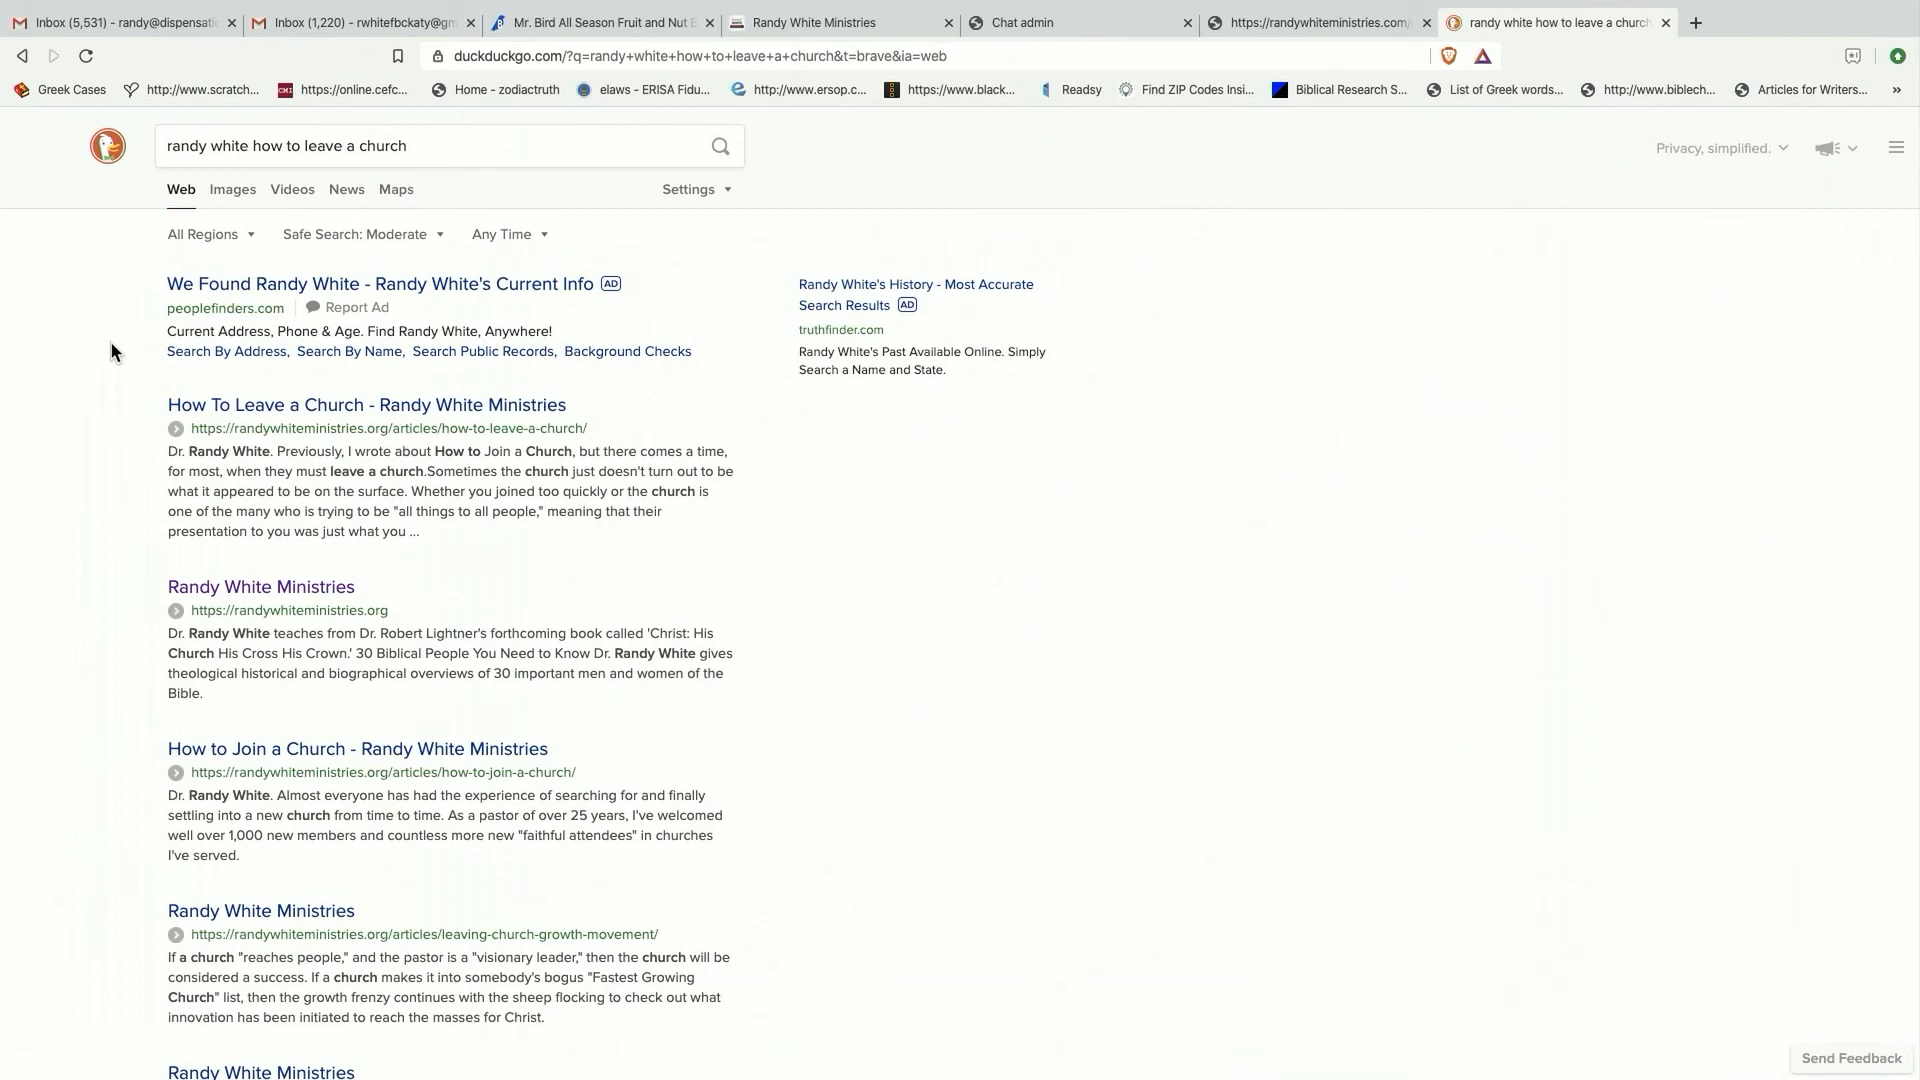 Inbox (5,531) - randy@dispensatic
Inbox (1,220) - rwhitefbckaty@gm
Mr. Bird All Season Fruit and Nut B
Randy White Ministries
Chat admin
https://randywhiteministries.com/
randy white how to leave a church
duckduckgo.com/?q=randy+white+how+to+leave+a+church&t=brave&ia=web
Greek Cases
http://www.scratch...
CMI
https://online.cefc...
Home - zodiactruth
elaws - ERISA Fidu...
http://www.ersop.c...
https://www.black...
Readsy
Find ZIP Codes Insi...
Biblical Research S...
List of Greek words...
http://www.biblech...
Articles for Writers...
»
randy white how to leave a church
Privacy, simplified.
Web Images Videos News Maps Settings
All Regions Safe Search: Moderate Any Time
We Found Randy White - Randy White's Current Info AD
peoplefinders.com Report Ad
Current Address, Phone & Age. Find Randy White, Anywhere!
Search By Address, Search By Name, Search Public Records, Background Checks
Randy White's History - Most Accurate
Search Results AD
truthfinder.com
Randy White's Past Available Online. Simply
Search a Name and State.
How To Leave a Church - Randy White Ministries
https://randywhiteministries.org/articles/how-to-leave-a-church/
Dr. Randy White. Previously, I wrote about How to Join a Church, but there comes a time,
for most, when they must leave a church.Sometimes the church just doesn't turn out to be
what it appeared to be on the surface. Whether you joined too quickly or the church is
one of the many who is trying to be "all things to all people," meaning that their
presentation to you was just what you ...
Randy White Ministries
https://randywhiteministries.org
Dr. Randy White teaches from Dr. Robert Lightner's forthcoming book called 'Christ: His
Church His Cross His Crown.' 30 Biblical People You Need to Know Dr. Randy White gives
theological historical and biographical overviews of 30 important men and women of the
Bible.
How to Join a Church - Randy White Ministries
https://randywhiteministries.org/articles/how-to-join-a-church/
Dr. Randy White. Almost everyone has had the experience of searching for and finally
settling into a new church from time to time. As a pastor of over 25 years, I've welcomed
well over 1,000 new members and countless more new "faithful attendees" in churches
I've served.
Randy White Ministries
https://randywhiteministries.org/articles/leaving-church-growth-movement/
If a church "reaches people," and the pastor is a "visionary leader," then the church will be
considered a success. If a church makes it into somebody's bogus "Fastest Growing
Church" list, then the growth frenzy continues with the sheep flocking to check out what
innovation has been initiated to reach the masses for Christ.
Randy White Ministries
Send Feedback